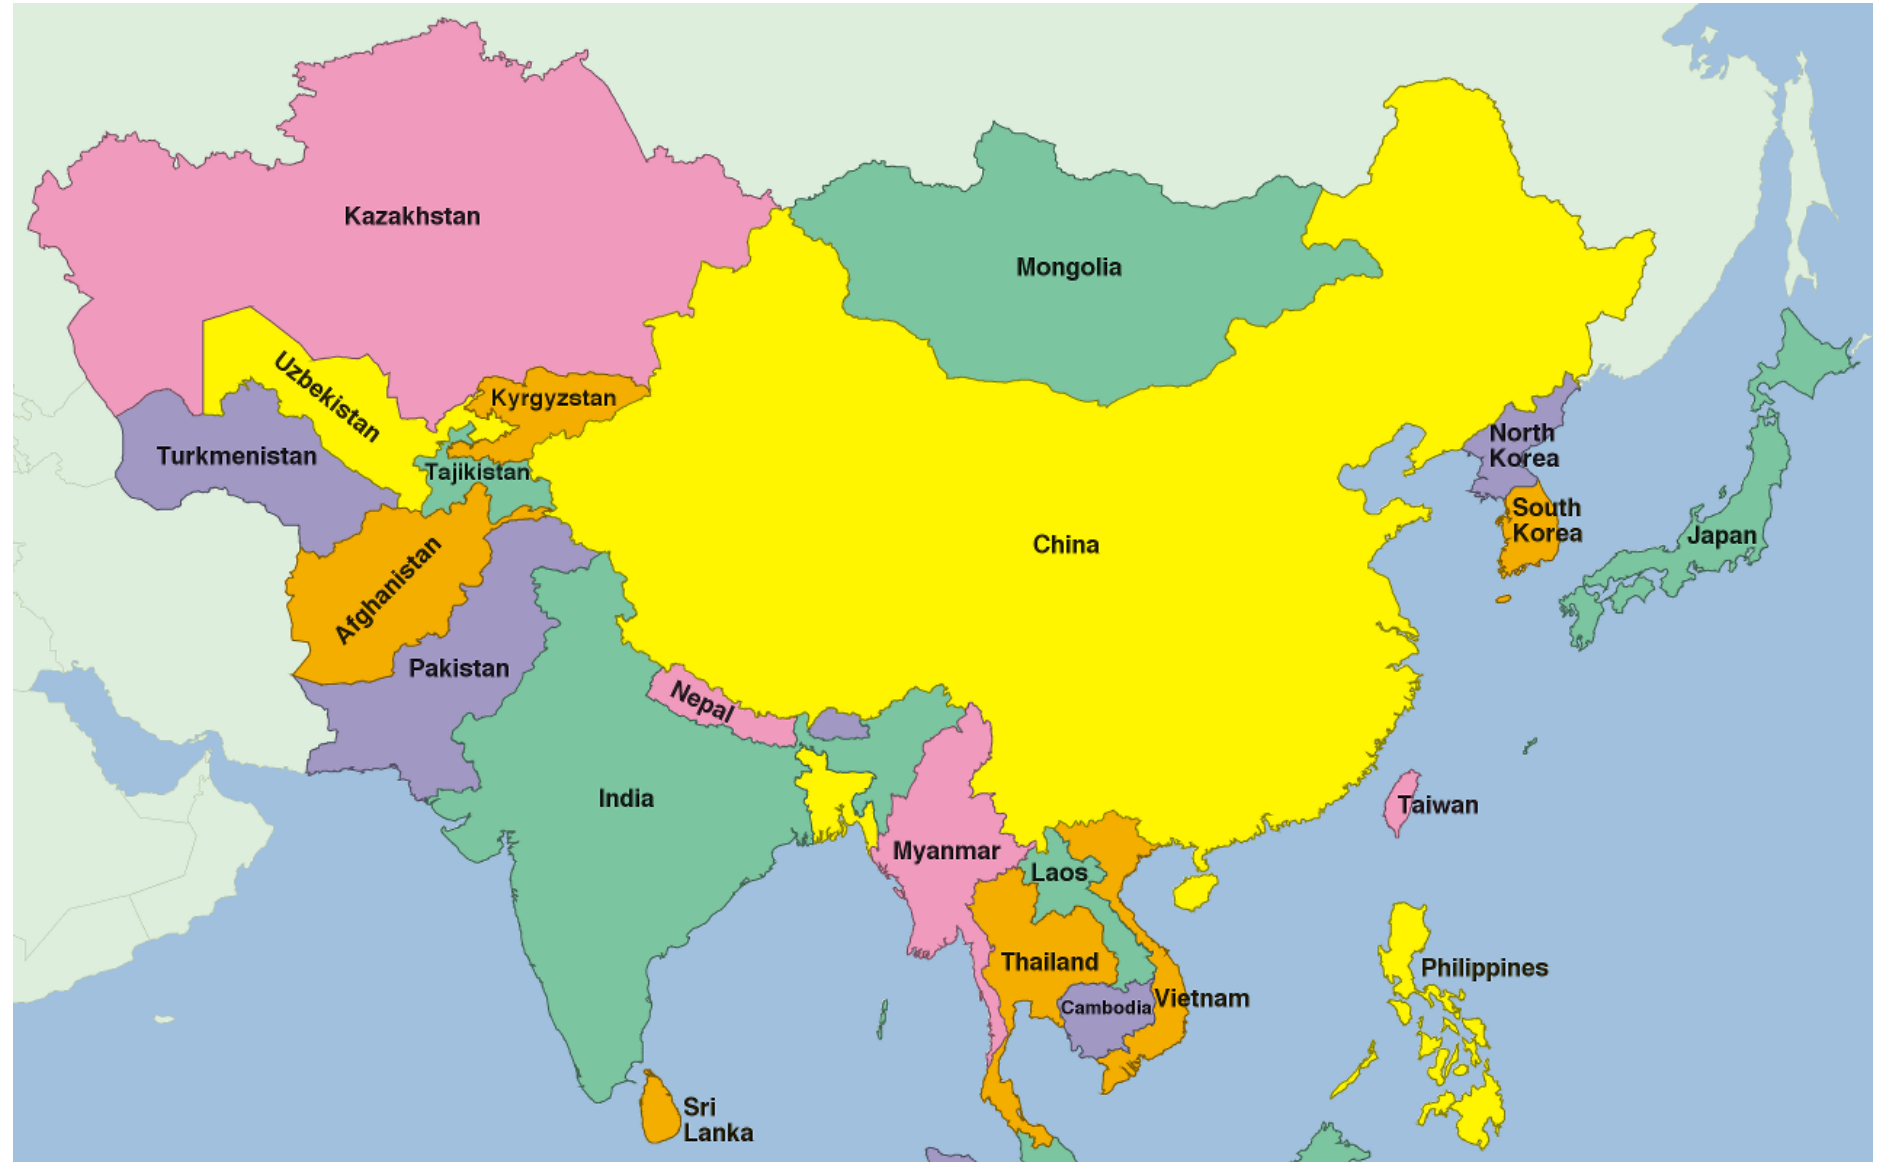 Kazakhstan
Mongolia
Uzbekistan
Kyrgyzstan
Turkmenistan
Tajikistan
North
Korea
South
Korea
Japan
China
Afghanistan
Pakistan
Nepal
India
Taiwan
Myanmar
Laos
Thailand
Philippines
Cambodia
Vietnam
Sri
Lanka